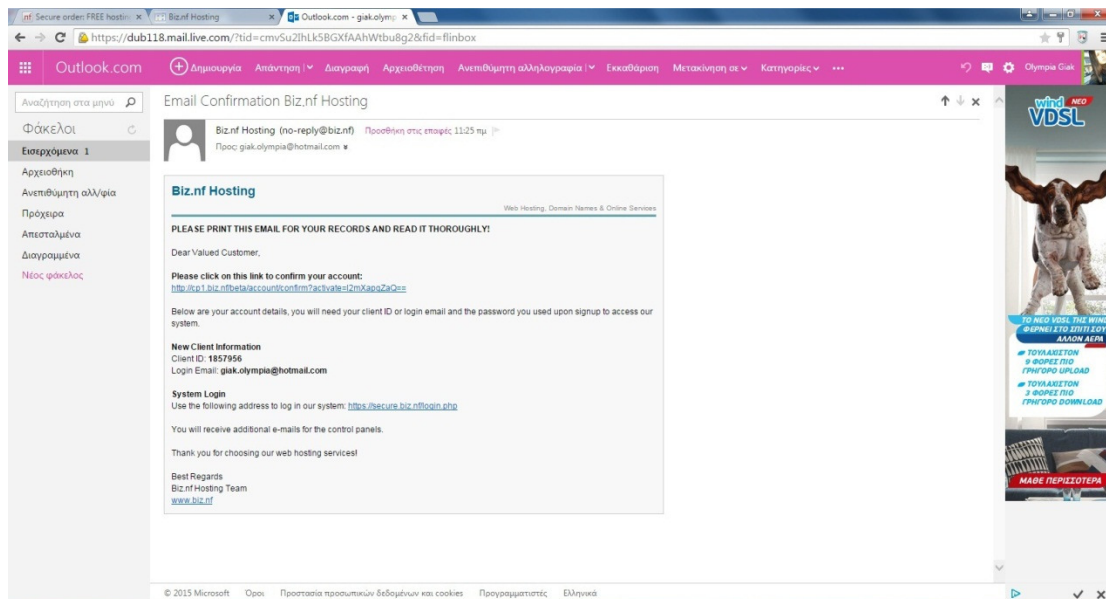 Secure order: FREE hostin
Biz.nf Hosting
Outlook.com - giak.olymp
https://dub118.mail.live.com/?tid=cmvSu2IhLk5BGXfAAhWtbu8g2&fid=flinbox
Outlook.com
Δημιουργία Απάντηση Διαγραφή Αρχειοθέτηση Ανεπιθύμητη αλληλογραφία Εκκαθάριση Μετακίνηση σε Κατηγορίες
Olympia Giak
Αναζήτηση στα μηνύ
Φάκελοι
Εισερχόμενα 1
Αρχειοθήκη
Ανεπιθύμητη αλλ/φία
Πρόχειρα
Απεσταλμένα
Διαγραμμένα
Νέος φάκελος
Email Confirmation Biz.nf Hosting
Biz.nf Hosting (no-reply@biz.nf) Προσθήκη στις επαφές 11:25 πμ
Προς: giak.olympia@hotmail.com
Biz.nf Hosting
Web Hosting, Domain Names & Online Services
PLEASE PRINT THIS EMAIL FOR YOUR RECORDS AND READ IT THOROUGHLY!
Dear Valued Customer,
Please click on this link to confirm your account:
http://cp1.biz.nf/beta/account/confirm?activate=I2mXapqZaQ==
Below are your account details, you will need your client ID or login email and the password you used upon signup to access our
system.
New Client Information
Client ID: 1857956
Login Email: giak.olympia@hotmail.com
System Login
Use the following address to log in our system: https://secure.biz.nf/login.php
You will receive additional e-mails for the control panels.
Thank you for choosing our web hosting services!
Best Regards
Biz.nf Hosting Team
www.biz.nf
wind ΝΕΟ
VDSL
ΤΟ ΝΕΟ VDSL ΤΗΣ WIND
ΦΕΡΝΕΙ ΣΤΟ ΣΠΙΤΙ ΣΟΥ
ΑΛΛΟΝ ΑΕΡΑ
ΤΟΥΛΑΧΙΣΤΟΝ
9 ΦΟΡΕΣ ΠΙΟ
ΓΡΗΓΟΡΟ UPLOAD
ΤΟΥΛΑΧΙΣΤΟΝ
3 ΦΟΡΕΣ ΠΙΟ
ΓΡΗΓΟΡΟ DOWNLOAD
ΜΑΘΕ ΠΕΡΙΣΣΟΤΕΡΑ
© 2015 Microsoft Όροι Προστασία προσωπικών δεδομένων και cookies Προγραμματιστές Ελληνικά